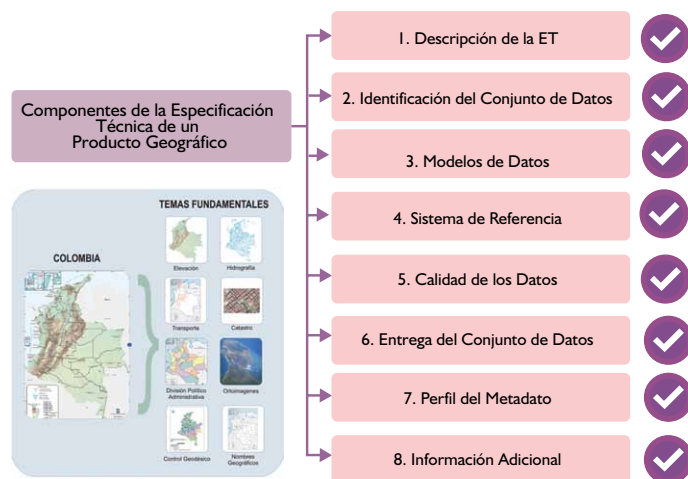 Componentes de la Especificación
Técnica de un
Producto Geográfico
1. Descripción de la ET
2. Identificación del Conjunto de Datos
3. Modelos de Datos
4. Sistema de Referencia
5. Calidad de los Datos
6. Entrega del Conjunto de Datos
7. Perfil del Metadato
8. Información Adicional
TEMAS FUNDAMENTALES
COLOMBIA
Elevación
Hidrografía
Transporte
Catastro
División Político
Administrativa
Ortoimagenes
Control Geodésico
Nombres
Geográficos